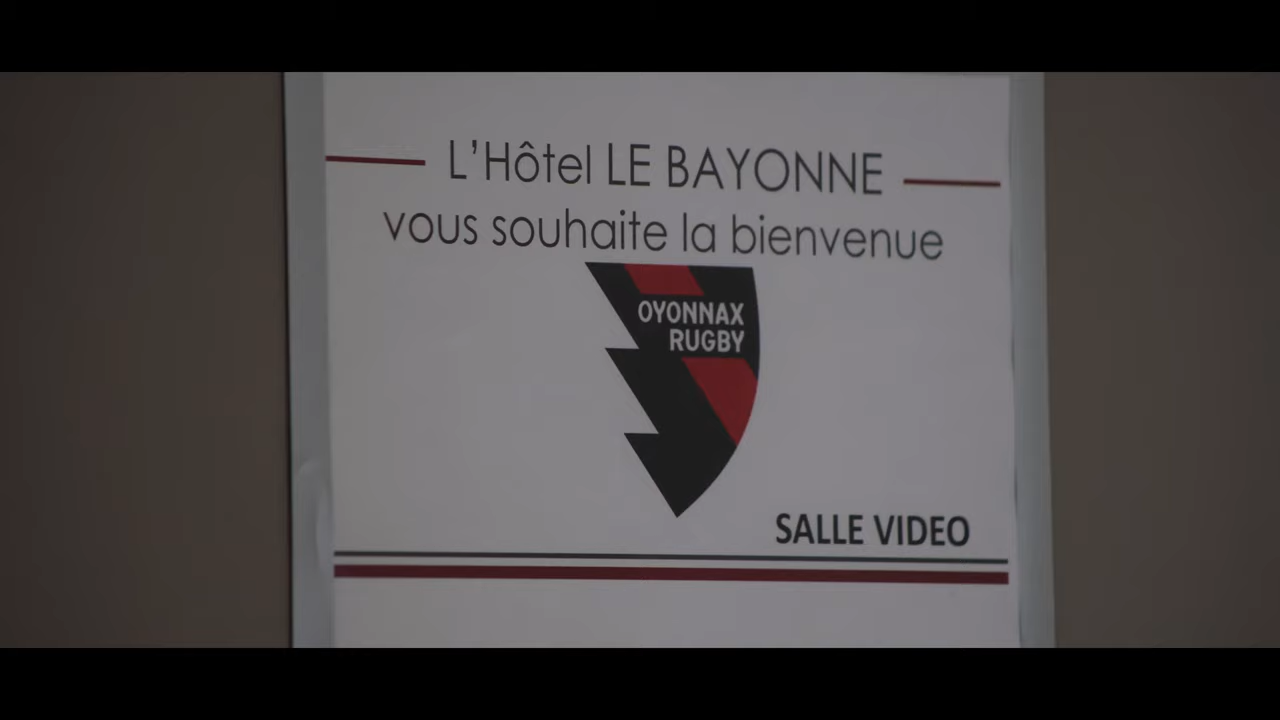 L'Hôtel LE BAYONNE
vous souhaite la bienvenue
OYONNAX
RUGBY
SALLE VIDEO